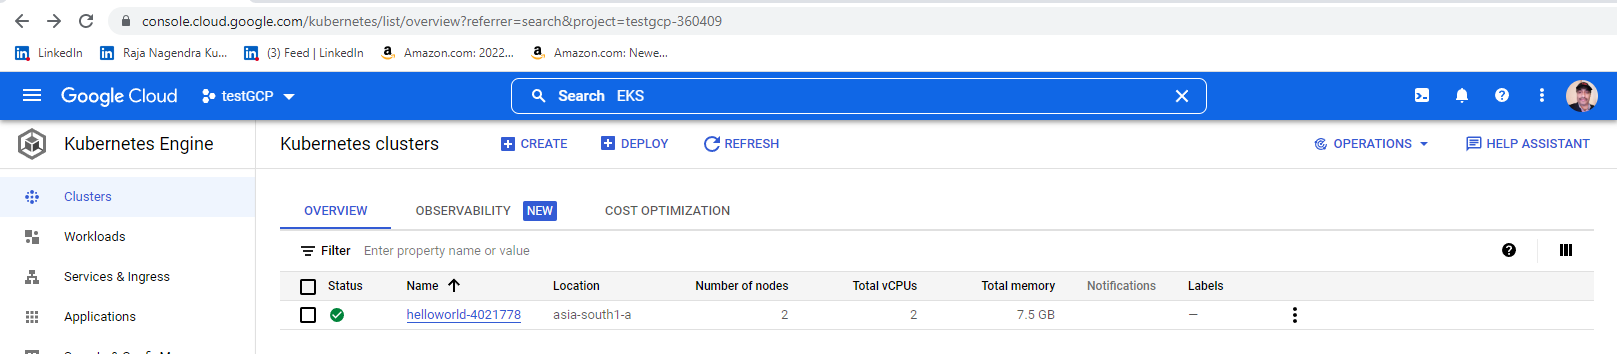 console.cloud.google.com/kubernetes/list/overview?referrer=search&project=testgcp-360409
LinkedIn Raja Nagendra Ku... (3) Feed | LinkedIn Amazon.com: 2022... Amazon.com: Newe...
Google Cloud testGCP Search EKS
Kubernetes Engine Kubernetes clusters CREATE DEPLOY REFRESH OPERATIONS HELP ASSISTANT
Clusters
OVERVIEW OBSERVABILITY NEW COST OPTIMIZATION
Workloads
Filter Enter property name or value
Services & Ingress
Status Name Location Number of nodes Total vCPUs Total memory Notifications Labels
Applications
helloworld-4021778 asia-south1-a 2 2 7.5 GB —